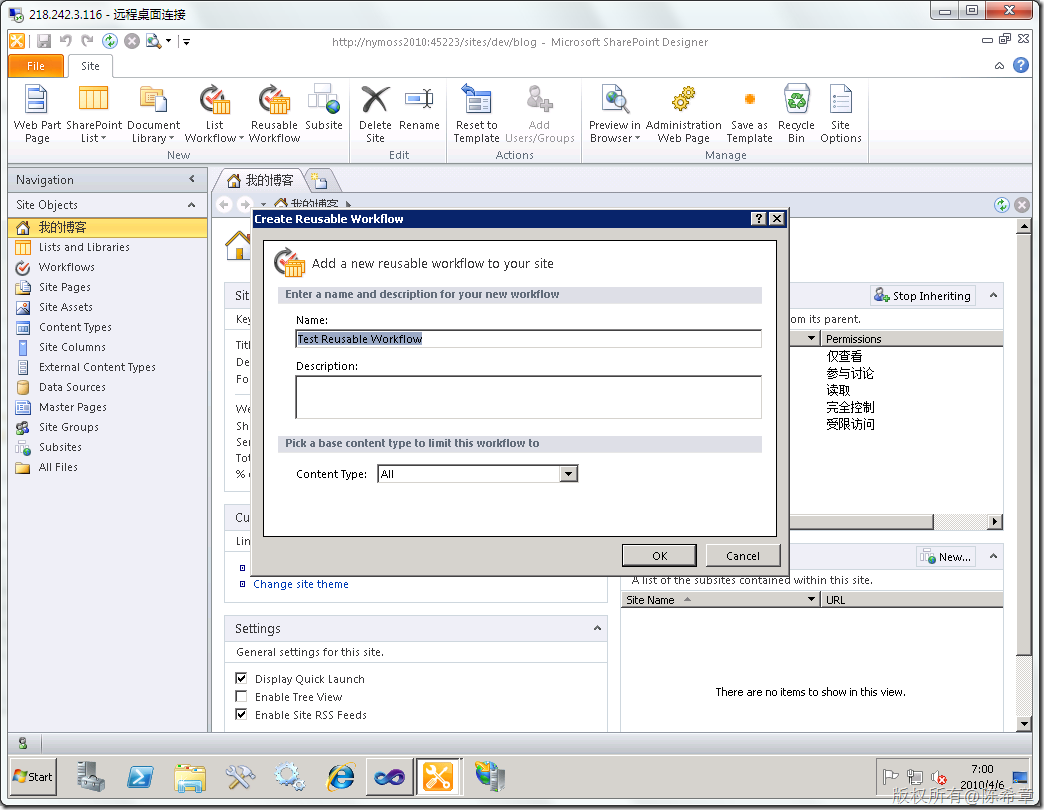 218.242.3.116 - 远程桌面连接
http://nymoss2010:45223/sites/dev/blog - Microsoft SharePoint Designer
File
Site
Web Part Page
SharePoint List
Document Library
List Workflow
Reusable Workflow
Subsite
Delete Site
Rename
Reset to Template
Add Users/Groups
Preview in Browser
Administration Web Page
Save as Template
Recycle Bin
Site Options
New
Edit
Actions
Manage
Navigation
Site Objects
我的博客
Lists and Libraries
Workflows
Site Pages
Site Assets
Content Types
Site Columns
External Content Types
Data Sources
Master Pages
Site Groups
Subsites
All Files
我的博客
我的博客
Create Reusable Workflow
Add a new reusable workflow to your site
Enter a name and description for your new workflow
Name:
Test Reusable Workflow
Description:
Pick a base content type to limit this workflow to
Content Type:
All
OK
Cancel
Sit
Key
Titl
De
Fo
We
Sh
Ser
Tot
% c
Cu
Lin
Change site theme
Settings
General settings for this site.
Display Quick Launch
Enable Tree View
Enable Site RSS Feeds
Stop Inheriting
om its parent.
Permissions
仅查看
参与讨论
读取
完全控制
受限访问
New...
A list of the subsites contained within this site.
Site Name
URL
There are no items to show in this view.
Start
7:00
2010/4/6
版权所有@陈希章